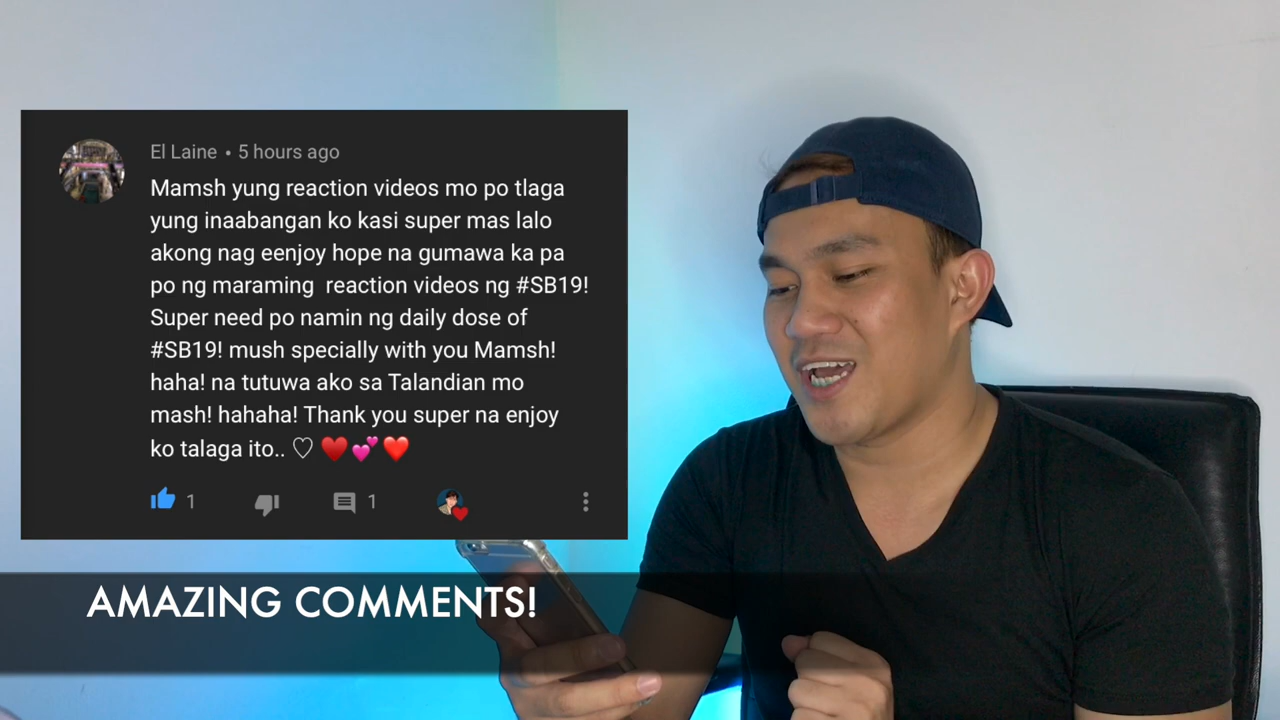 El Laine • 5 hours ago
Mamsh yung reaction videos mo po tlaga
yung inaabangan ko kasi super mas lalo
akong nag eenjoy hope na gumawa ka pa
po ng maraming  reaction videos ng #SB19!
Super need po namin ng daily dose of
#SB19! mush specially with you Mamsh!
haha! na tutuwa ako sa Talandian mo
mash! hahaha! Thank you super na enjoy
ko talaga ito.. ♡ ❤️💕❤️
1 1
AMAZING COMMENTS!